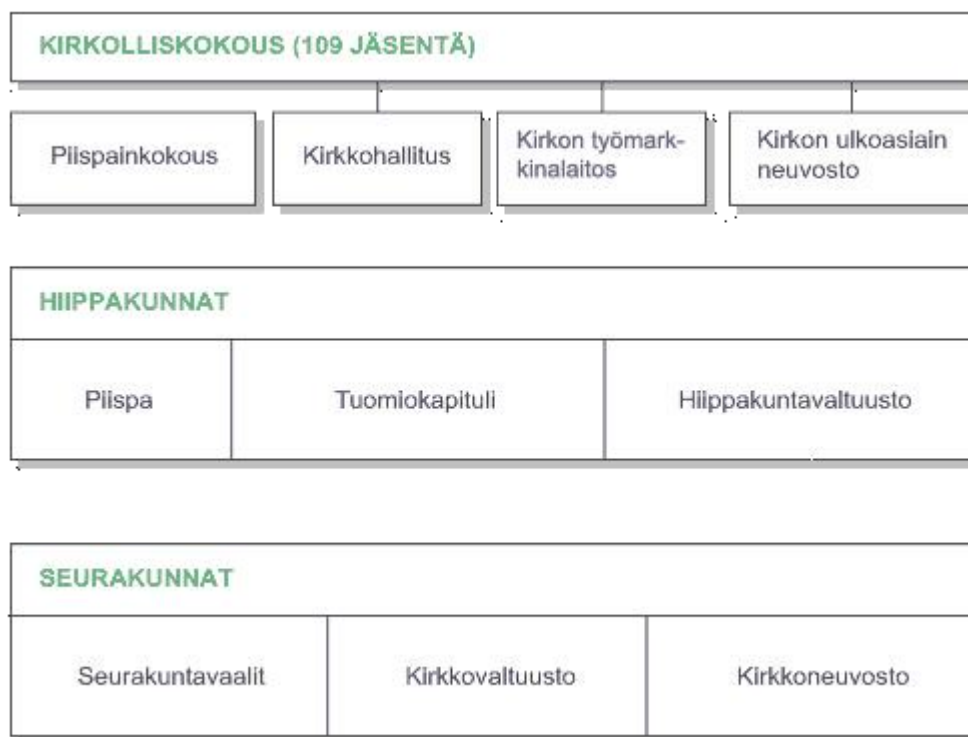 KIRKOLLISKOKOUS (109 JÄSENTÄ)
Piispainkokous
Kirkkohallitus
Kirkon työmark-
kinalaitos
Kirkon ulkoasiain
neuvosto
HIIPPAKUNNAT
Piispa
Tuomiokapituli
Hiippakuntavaltuusto
SEURAKUNNAT
Seurakuntavaalit
Kirkkovaltuusto
Kirkkoneuvosto